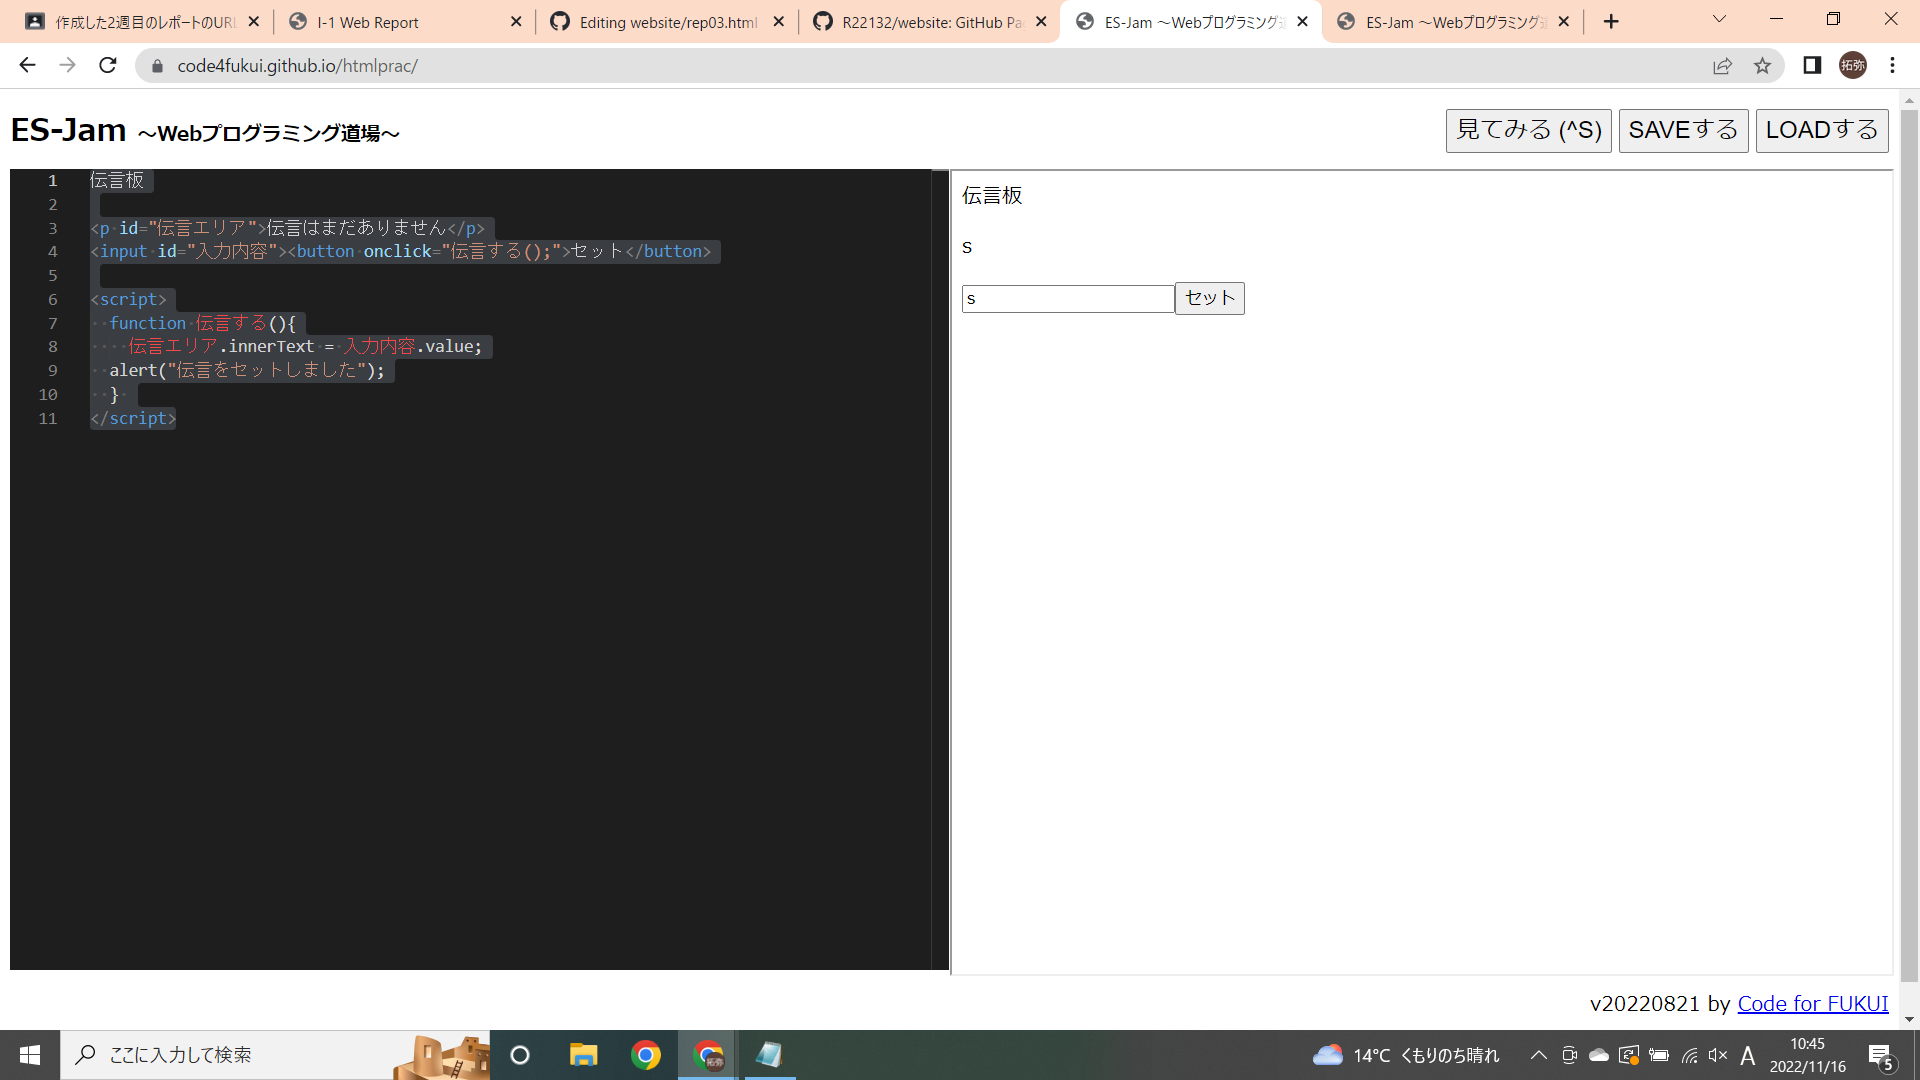 作成した2週目のレポートのUR
I-1 Web Report
Editing website/rep03.html
R22132/website: GitHub Pa
ES-Jam ～Webプログラミング道
ES-Jam ～Webプログラミング道
code4fukui.github.io/htmlprac/
拓弥
ES-Jam ～Webプログラミング道場～
見てみる (^S)
SAVEする
LOADする
1 伝言板
2
3 <p id="伝言エリア">伝言はまだありません</p>
4 <input id="入力内容"><button onclick="伝言する();">セット</button>
5
6 <script>
7 function 伝言する(){
8 伝言エリア.innerText = 入力内容.value;
9 alert("伝言をセットしました");
10 }
11 </script>
伝言板
s
s セット
v20220821 by Code for FUKUI
ここに入力して検索
拓弥
14°C くもりのち晴れ
A
10:45
2022/11/16
5